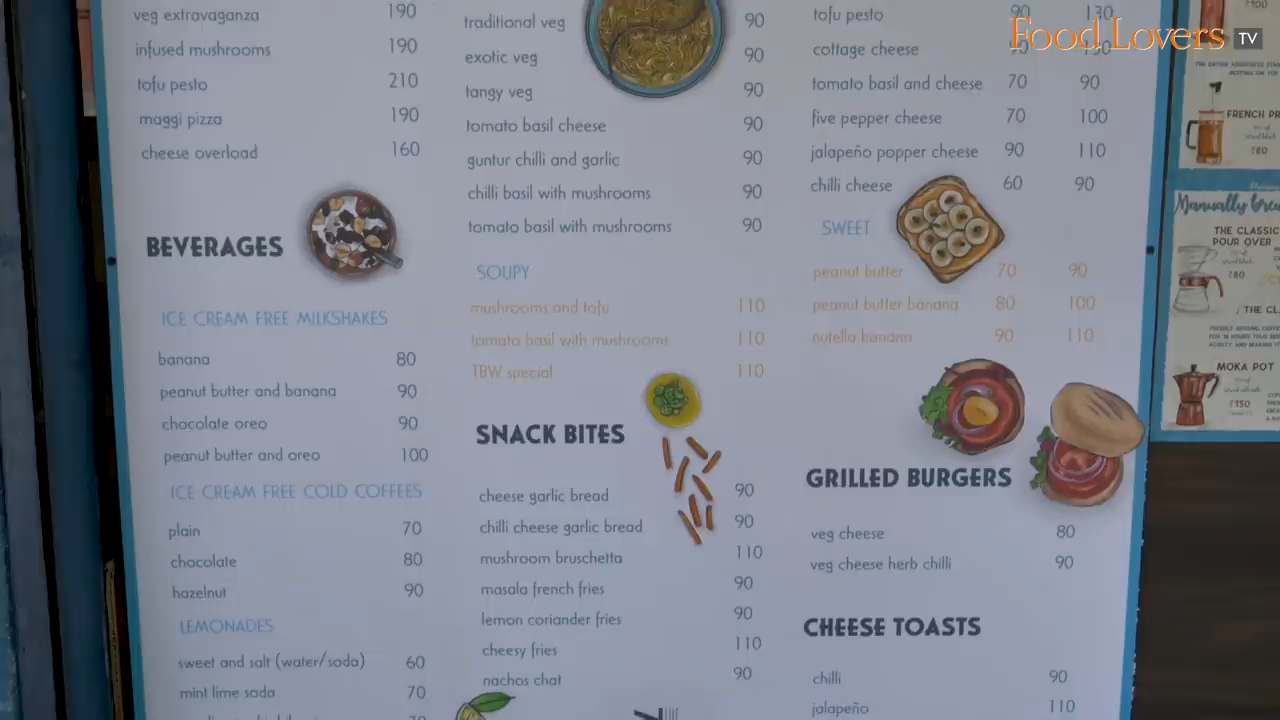 veg extravaganza 190
infused mushrooms 190
tofu pesto 210
maggi pizza 190
cheese overload 160
BEVERAGES
ICE CREAM FREE MILKSHAKES
banana 80
peanut butter and banana 90
chocolate oreo 90
peanut butter and oreo 100
ICE CREAM FREE COLD COFFEES
plain 70
chocolate 80
hazelnut 90
LEMONADES
sweet and salt (water/soda) 60
mint lime soda 70
traditional veg 90
exotic veg 90
tangy veg 90
tomato basil cheese 90
guntur chilli and garlic 90
chilli basil with mushrooms 90
tomato basil with mushrooms 90
SOUPY
mushrooms and tofu 110
tomato basil with mushrooms 110
TBW special 110
SNACK BITES
cheese garlic bread 90
chilli cheese garlic bread 90
mushroom bruschetta 110
masala french fries 90
lemon coriander fries 90
cheesy fries 110
nachos chat 90
tofu pesto 90 130
Food Lovers TV
cottage cheese
tomato basil and cheese 70 90
five pepper cheese 70 100
jalapeño popper cheese 90 110
chilli cheese 60 90
SWEET
peanut butter 70 90
peanut butter banana 80 100
nutella banana 90 110
GRILLED BURGERS
veg cheese 80
veg cheese herb chilli 90
CHEESE TOASTS
chilli 90
jalapeño 110
₹100
FRENCH PR
₹80
Manually brew
THE CLASSIC
POUR OVER
₹80
THE CL
MOKA POT
₹150